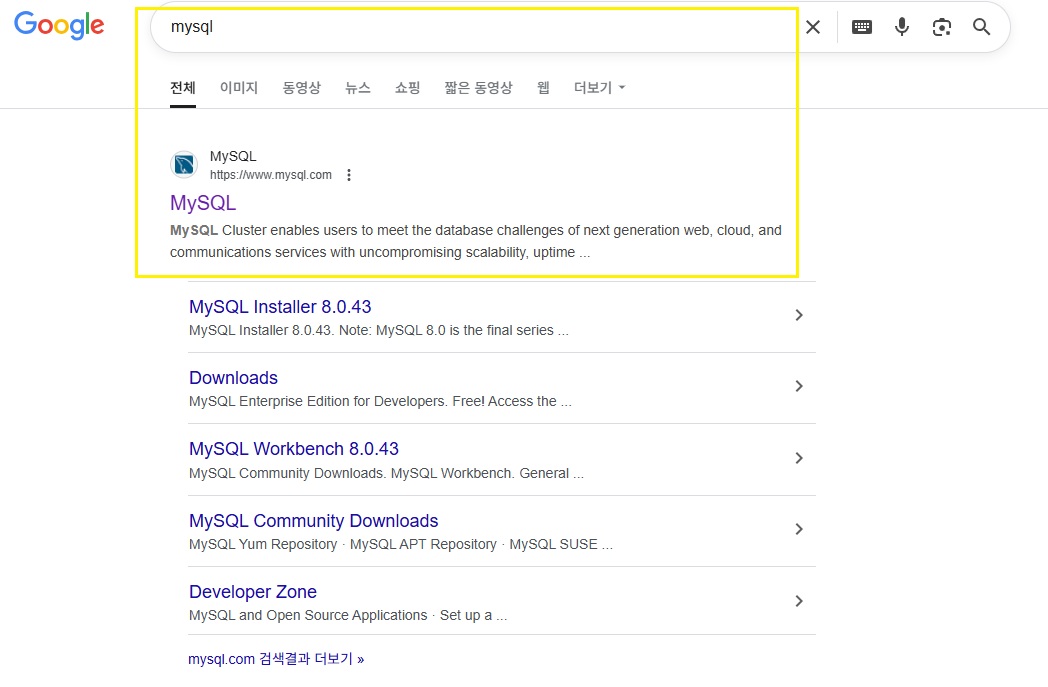 Google
mysql
전체 이미지 동영상 뉴스 쇼핑 짧은 동영상 웹 더보기
MySQL
https://www.mysql.com
MySQL
MySQL Cluster enables users to meet the database challenges of next generation web, cloud, and
communications services with uncompromising scalability, uptime ...
MySQL Installer 8.0.43
MySQL Installer 8.0.43. Note: MySQL 8.0 is the final series ...
Downloads
MySQL Enterprise Edition for Developers. Free! Access the ...
MySQL Workbench 8.0.43
MySQL Community Downloads. MySQL Workbench. General ...
MySQL Community Downloads
MySQL Yum Repository · MySQL APT Repository · MySQL SUSE ...
Developer Zone
MySQL and Open Source Applications · Set up a ...
mysql.com 검색결과 더보기 »